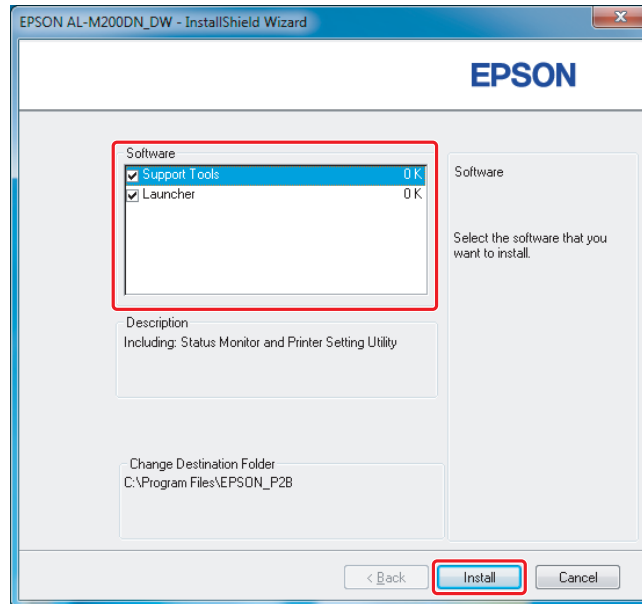 EPSON AL-M200DN_DW - InstallShield Wizard
EPSON
Software
Support Tools 0 K
Launcher 0 K
Software
Select the software that you
want to install.
Description
Including: Status Monitor and Printer Setting Utility
Change Destination Folder
C:\Program Files\EPSON_P2B
< Back
Install
Cancel